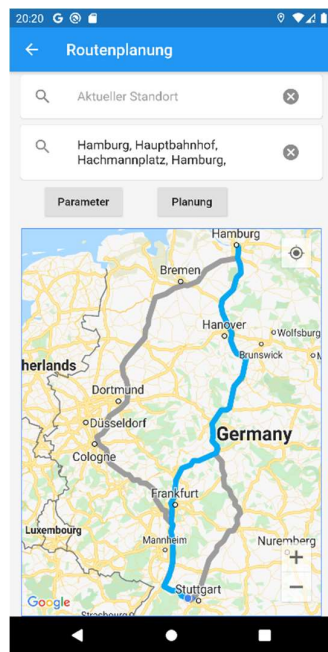 20:20 G
Routenplanung
Aktueller Standort
Hamburg, Hauptbahnhof,
Hachmannplatz, Hamburg,
Parameter Planung
Hamburg
Bremen
Hanover
Wolfsburg
Brunswick
herlands
Dortmund
Düsseldorf
Germany
Cologne
Frankfurt
Luxembourg
Mannheim
Nuremberg
+
Stuttgart
−
Google
Strasbourg